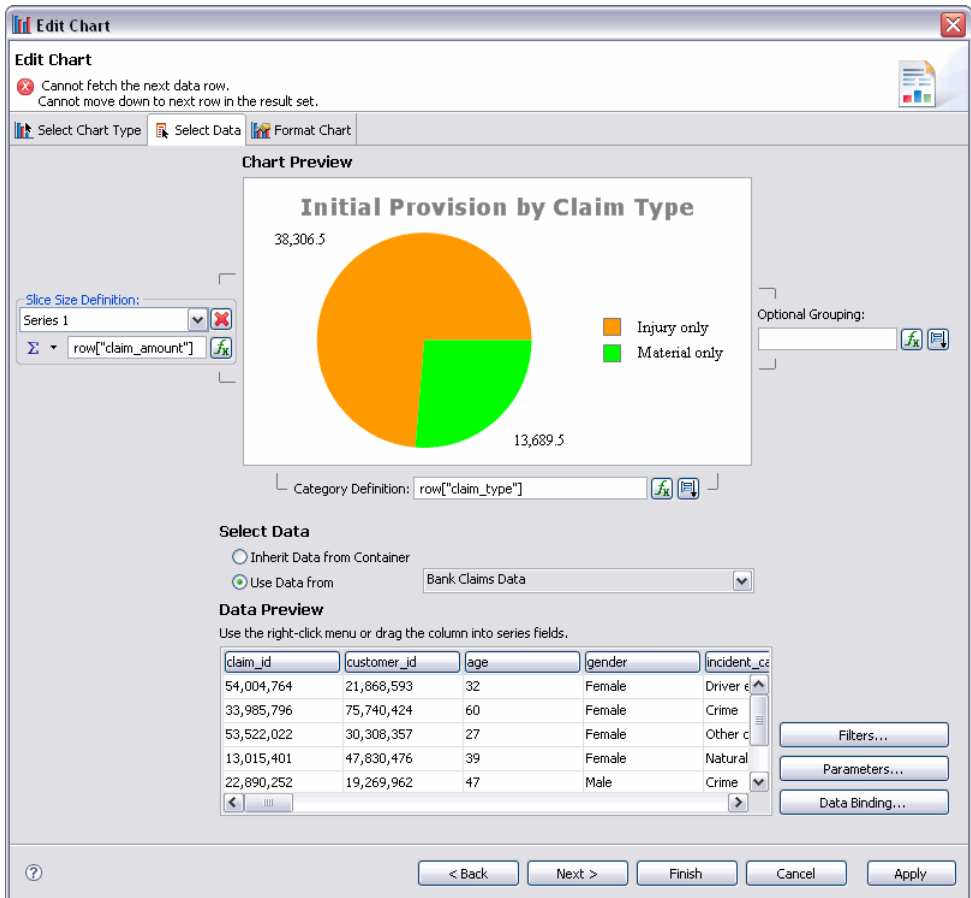 Edit Chart
Edit Chart
Cannot fetch the next data row.
Cannot move down to next row in the result set.
Select Chart Type Select Data Format Chart
Chart Preview
Initial Provision by Claim Type
38,306.5
Slice Size Definition:
Series 1
Σ row["claim_amount"] fx
Injury only
Material only
13,689.5
Optional Grouping:
fx
Category Definition: row["claim_type"] fx
Select Data
Inherit Data from Container
Use Data from Bank Claims Data
Data Preview
Use the right-click menu or drag the column into series fields.
claim_id customer_id age gender incident_ca
54,004,764 21,868,593 32 Female Driver e
33,985,796 75,740,424 60 Female Crime
53,522,022 30,308,357 27 Female Other c
13,015,401 47,830,476 39 Female Natural
22,890,252 19,269,962 47 Male Crime
Filters...
Parameters...
Data Binding...
? < Back Next > Finish Cancel Apply